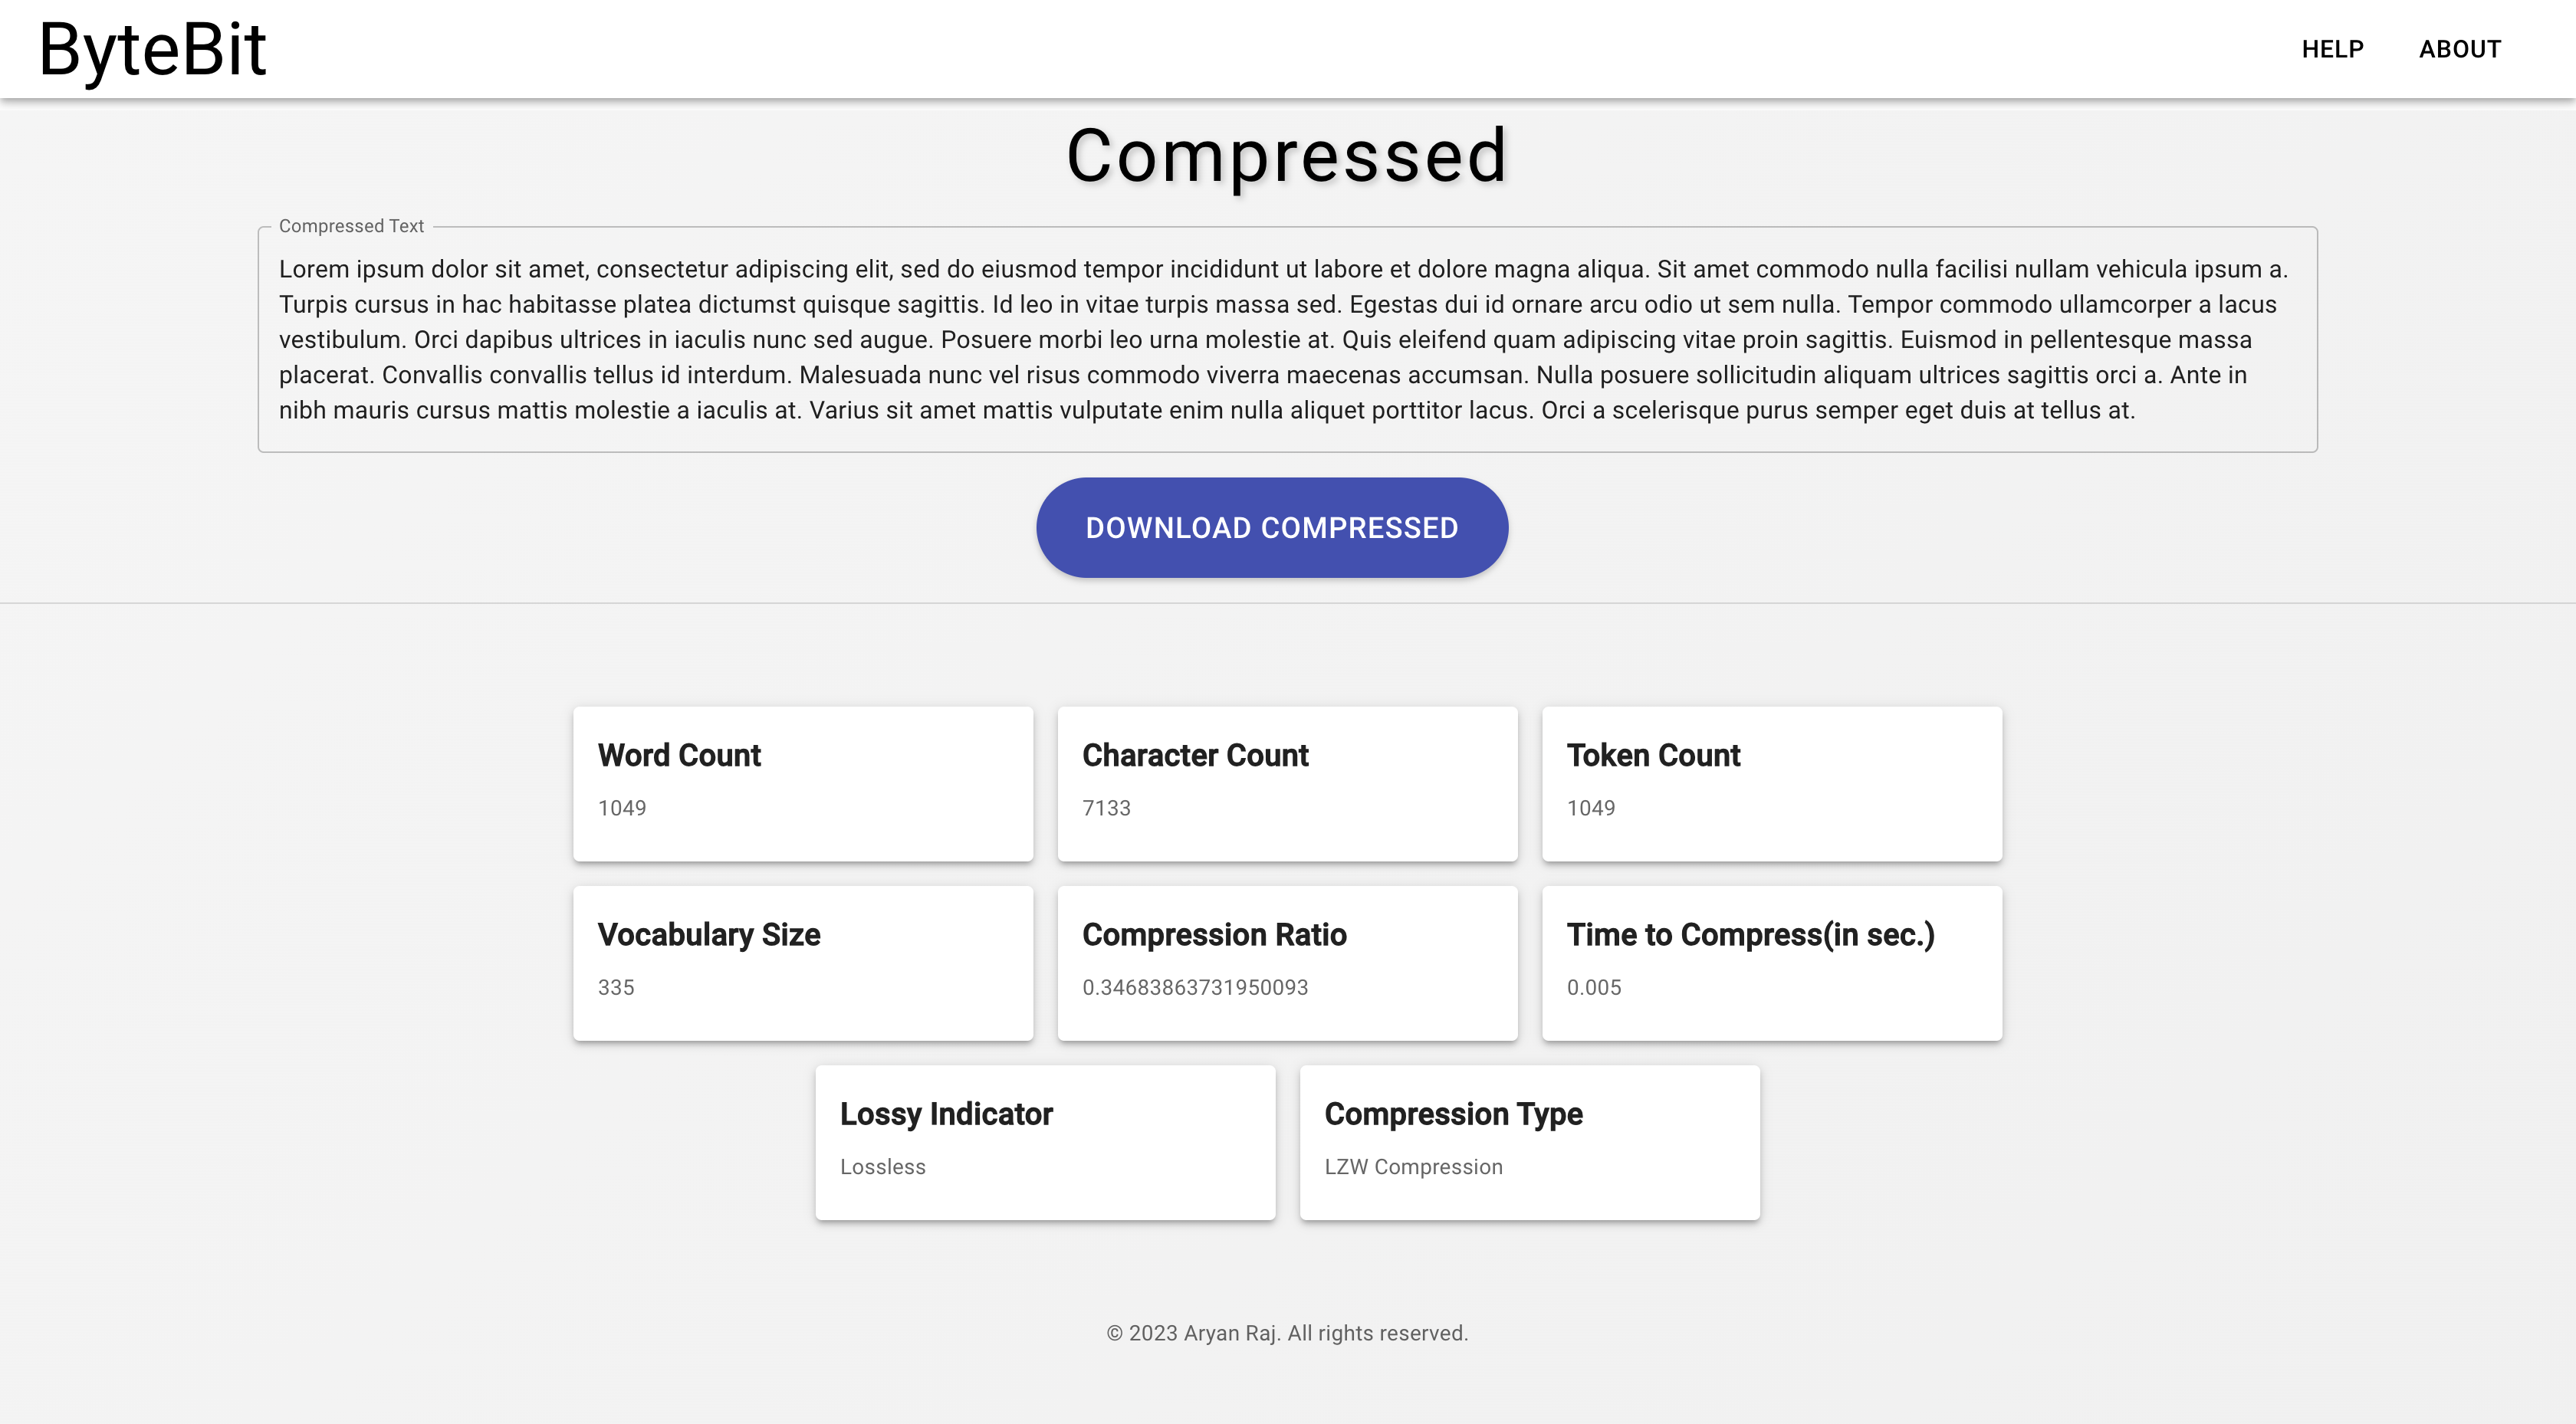 ByteBit
HELP
ABOUT
Compressed
Compressed Text
Lorem ipsum dolor sit amet, consectetur adipiscing elit, sed do eiusmod tempor incididunt ut labore et dolore magna aliqua. Sit amet commodo nulla facilisi nullam vehicula ipsum a.
Turpis cursus in hac habitasse platea dictumst quisque sagittis. Id leo in vitae turpis massa sed. Egestas dui id ornare arcu odio ut sem nulla. Tempor commodo ullamcorper a lacus
vestibulum. Orci dapibus ultrices in iaculis nunc sed augue. Posuere morbi leo urna molestie at. Quis eleifend quam adipiscing vitae proin sagittis. Euismod in pellentesque massa
placerat. Convallis convallis tellus id interdum. Malesuada nunc vel risus commodo viverra maecenas accumsan. Nulla posuere sollicitudin aliquam ultrices sagittis orci a. Ante in
nibh mauris cursus mattis molestie a iaculis at. Varius sit amet mattis vulputate enim nulla aliquet porttitor lacus. Orci a scelerisque purus semper eget duis at tellus at.
DOWNLOAD COMPRESSED
Word Count
1049
Character Count
7133
Token Count
1049
Vocabulary Size
335
Compression Ratio
0.34683863731950093
Time to Compress(in sec.)
0.005
Lossy Indicator
Lossless
Compression Type
LZW Compression
© 2023 Aryan Raj. All rights reserved.